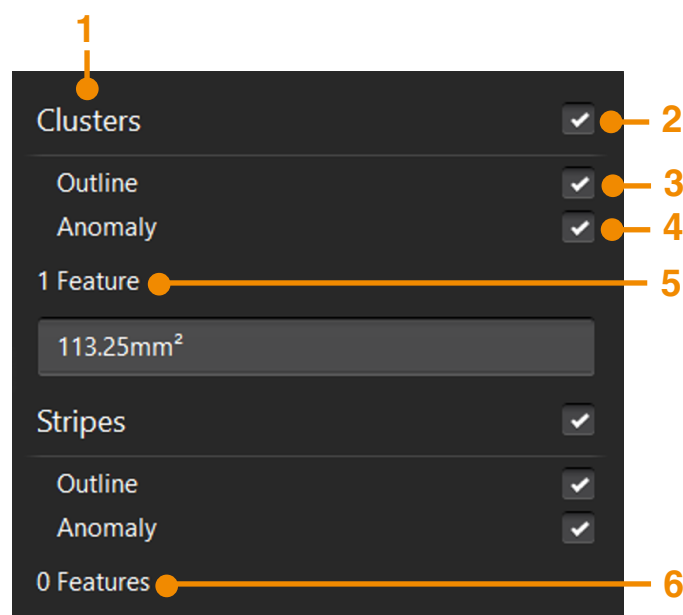 1
Clusters 2
Outline 3
Anomaly 4
1 Feature 5
113.25mm²
Stripes
Outline
Anomaly
0 Features 6